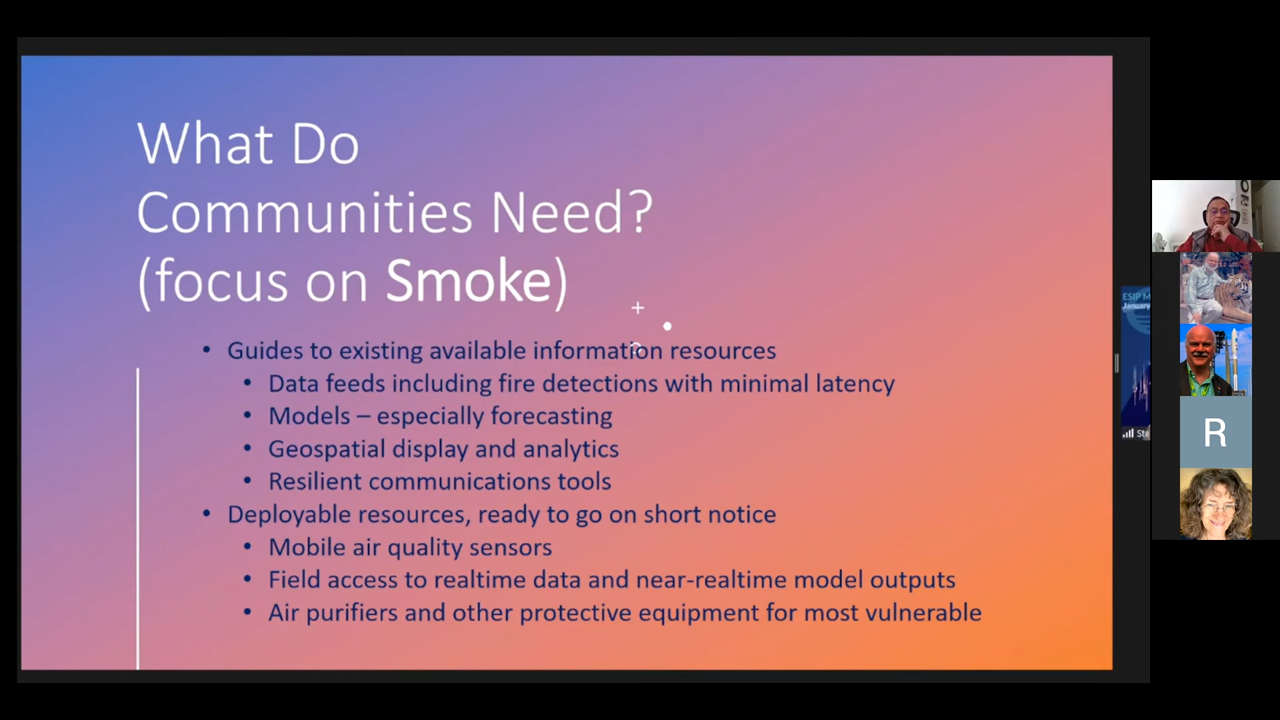 What Do
Communities Need?
(focus on Smoke)
• Guides to existing available information resources
• Data feeds including fire detections with minimal latency
• Models – especially forecasting
• Geospatial display and analytics
• Resilient communications tools
• Deployable resources, ready to go on short notice
• Mobile air quality sensors
• Field access to realtime data and near-realtime model outputs
• Air purifiers and other protective equipment for most vulnerable
ESIP M
January
Ste
R